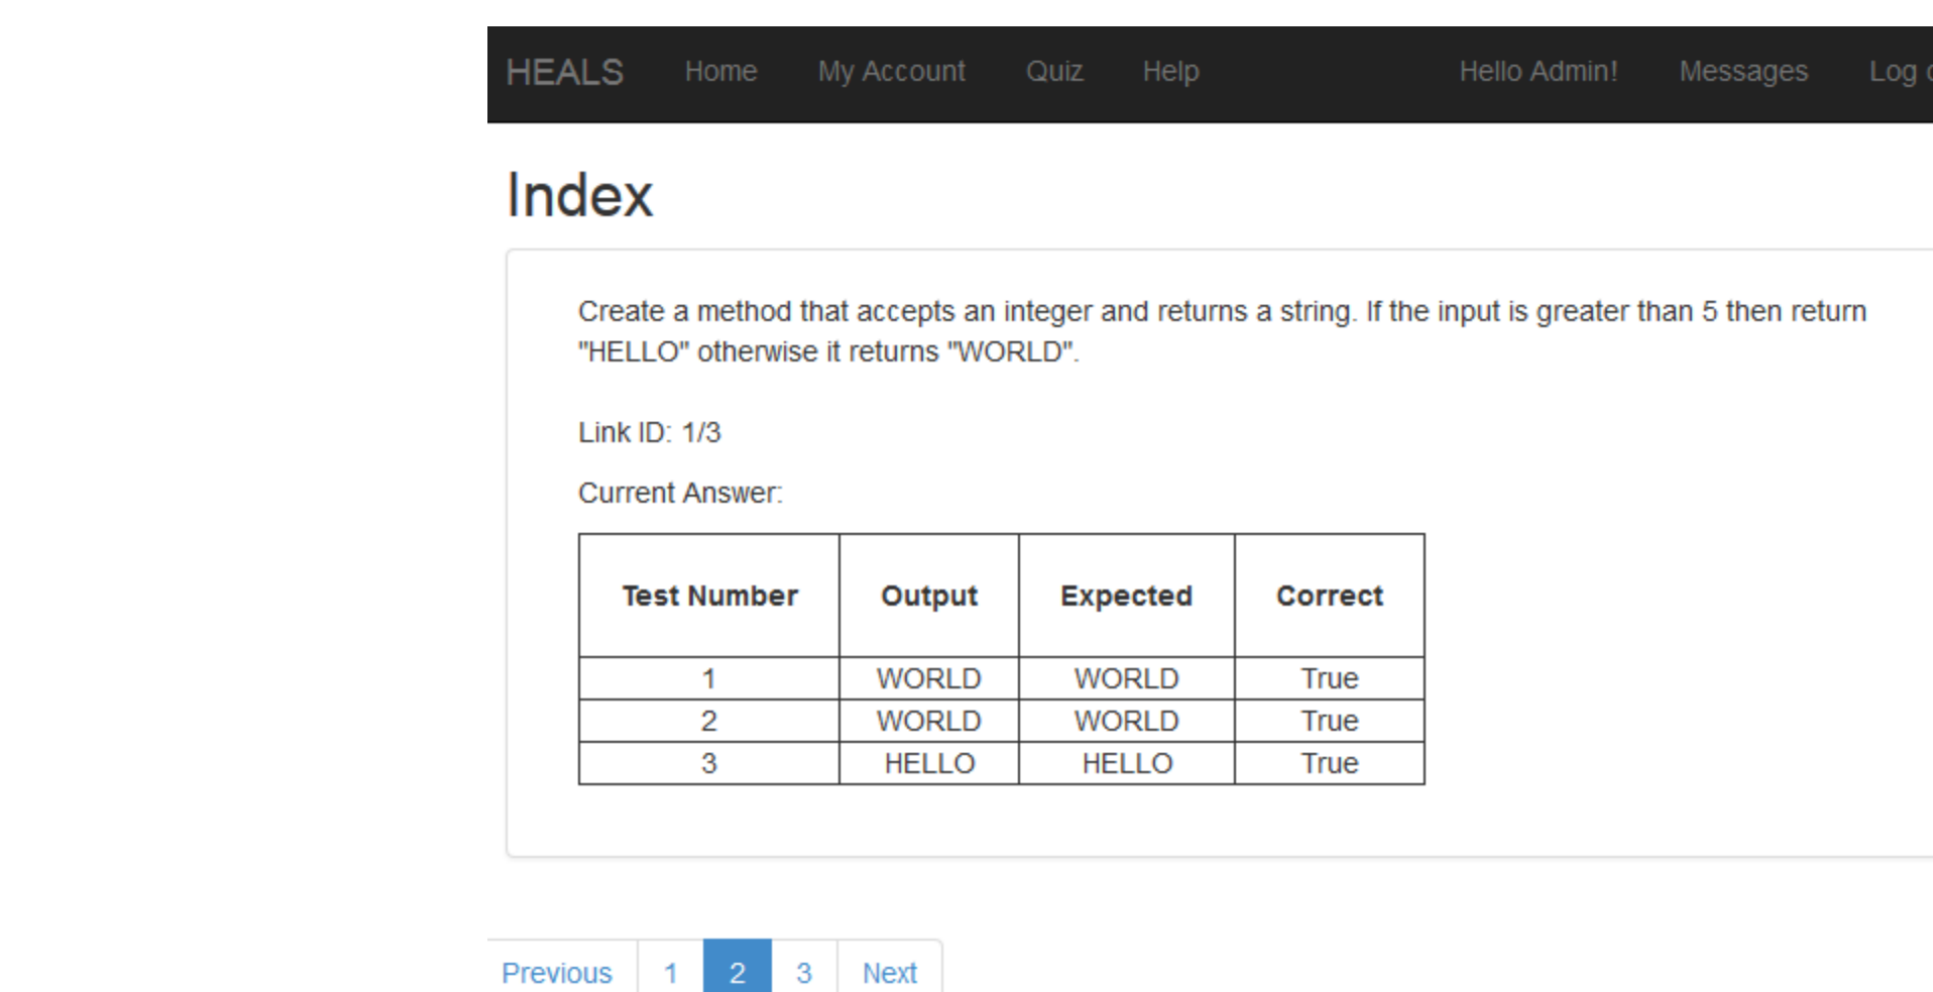 HEALS Home My Account Quiz Help Hello Admin! Messages Log
Index
Create a method that accepts an integer and returns a string. If the input is greater than 5 then return
"HELLO" otherwise it returns "WORLD".
Link ID: 1/3
Current Answer:
Test Number Output Expected Correct
1 WORLD WORLD True
2 WORLD WORLD True
3 HELLO HELLO True
Previous 1 2 3 Next